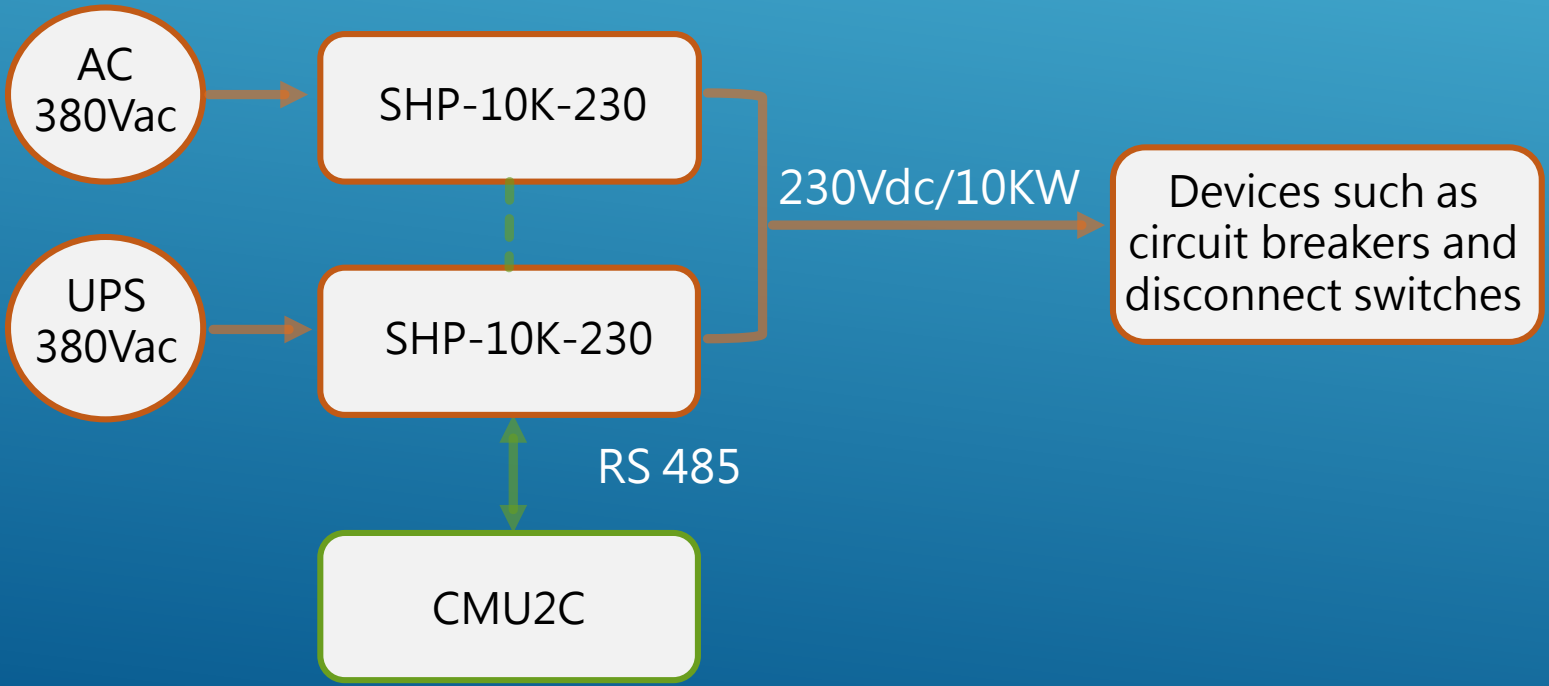 AC
380Vac
SHP-10K-230
230Vdc/10KW
Devices such as
circuit breakers and
disconnect switches
UPS
380Vac
SHP-10K-230
RS 485
CMU2C